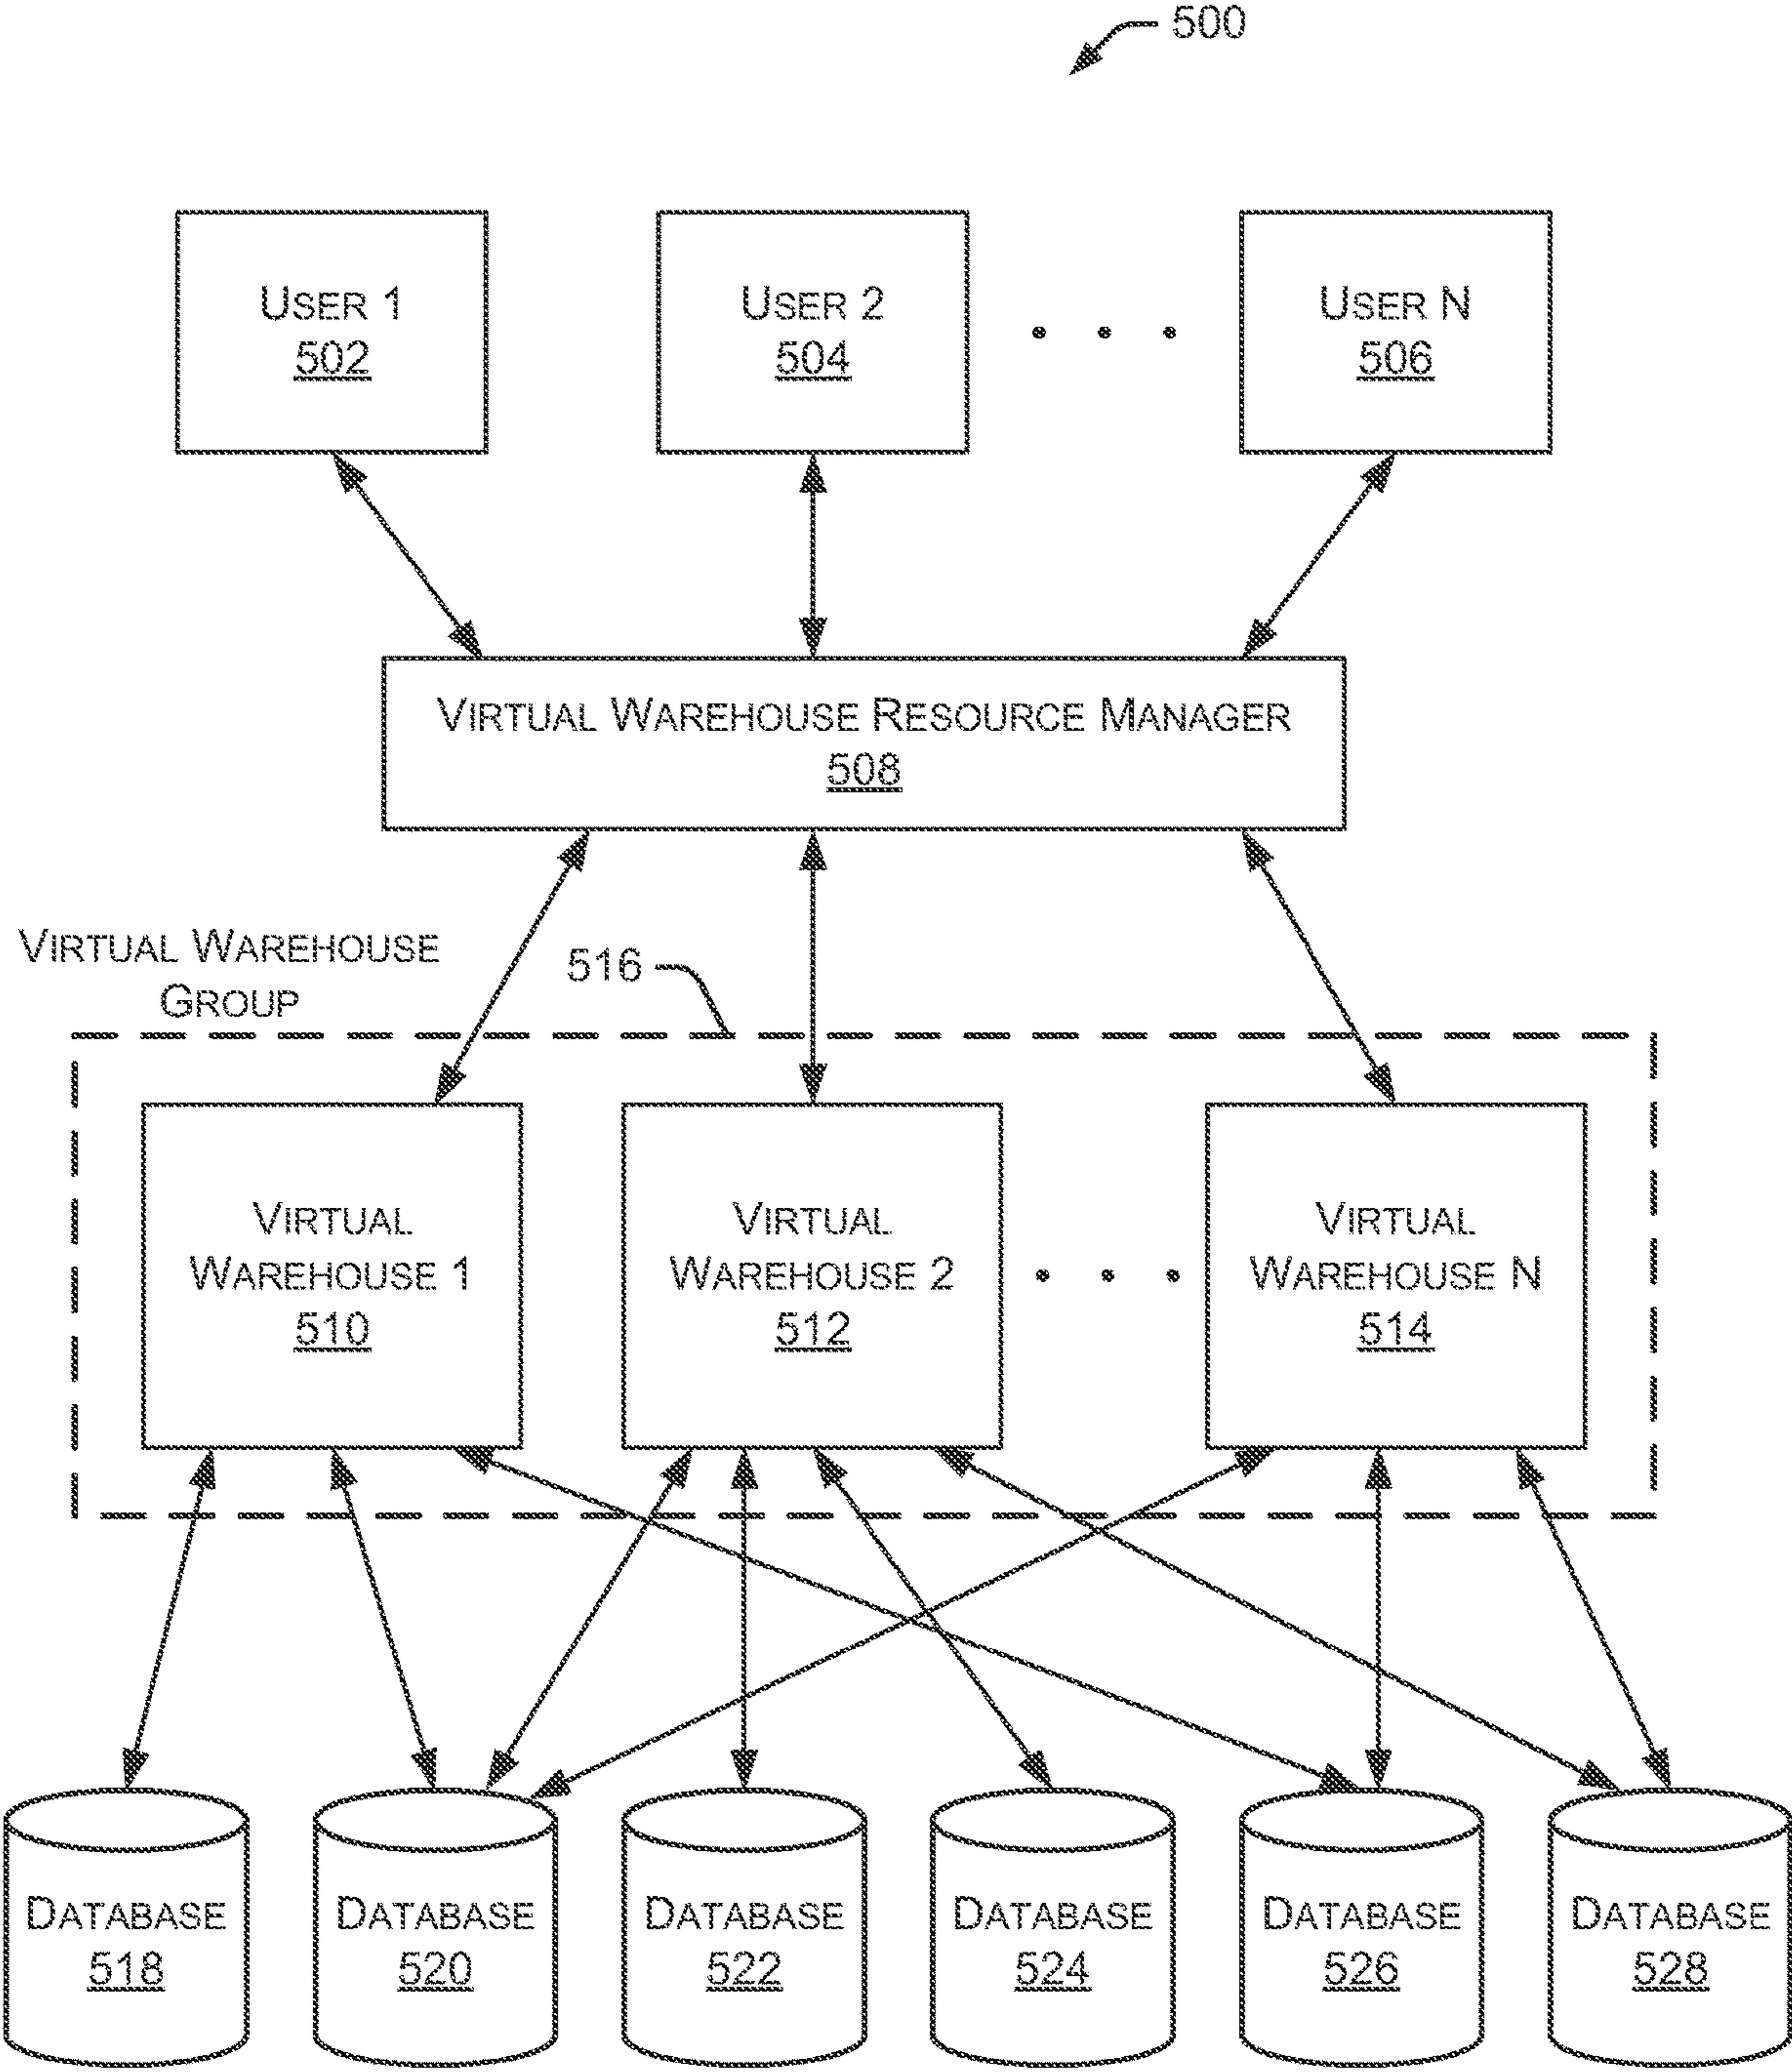 500
USER 1
502
USER 2
504
USER N
506
VIRTUAL WAREHOUSE RESOURCE MANAGER
508
VIRTUAL WAREHOUSE
GROUP
516
VIRTUAL
WAREHOUSE 1
510
VIRTUAL
WAREHOUSE 2
512
VIRTUAL
WAREHOUSE N
514
DATABASE
518
DATABASE
520
DATABASE
522
DATABASE
524
DATABASE
526
DATABASE
528